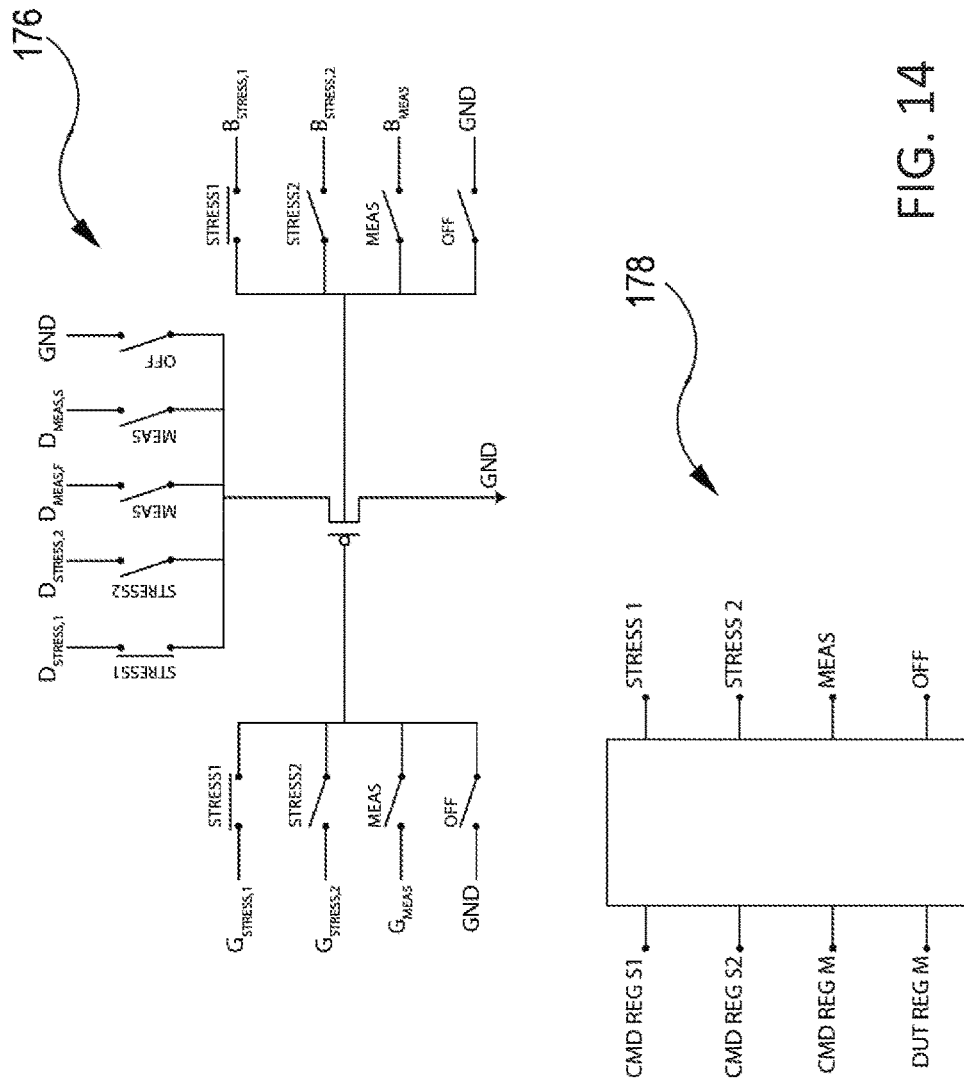 176
D_STRESS,1
D_STRESS,2
D_MEAS,F
D_MEAS,S
GND
STRESS1
STRESS2
MEAS
MEAS
OFF
G_STRESS,1
STRESS1
G_STRESS,2
STRESS2
G_MEAS
MEAS
GND
OFF
STRESS1
B_STRESS,1
STRESS2
B_STRESS,2
MEAS
B_MEAS
OFF
GND
GND
178
CMD REG S1
CMD REG S2
CMD REG M
DUT REG M
STRESS 1
STRESS 2
MEAS
OFF
FIG. 14